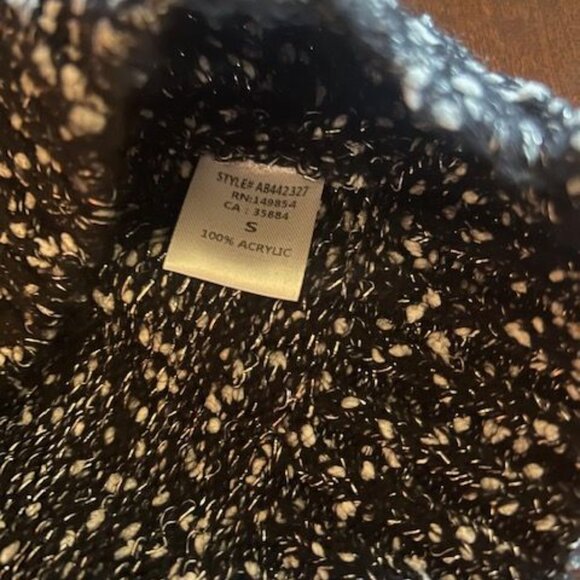 STYLE# AB442327
RN:149854
CA : 35884
S
100% ACRYLIC